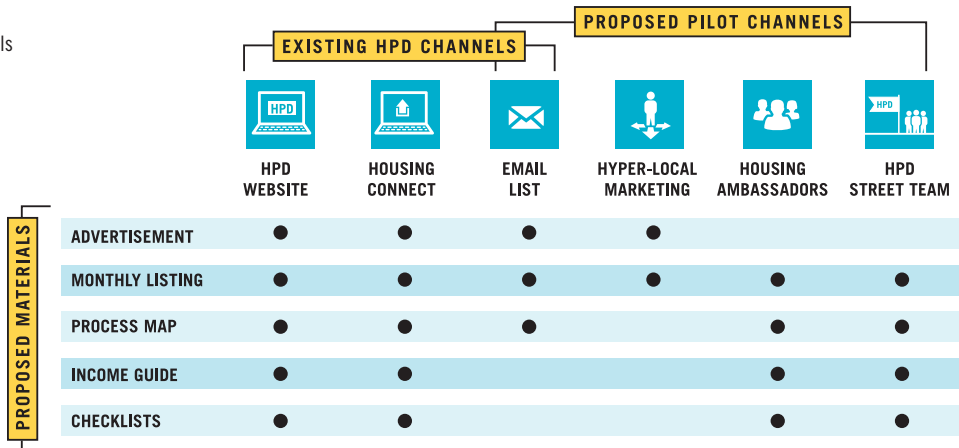 ls
PROPOSED PILOT CHANNELS
EXISTING HPD CHANNELS
HPD
HPD
HPD
WEBSITE
HOUSING
CONNECT
EMAIL
LIST
HYPER-LOCAL
MARKETING
HOUSING
AMBASSADORS
HPD
STREET TEAM
PROPOSED MATERIALS
ADVERTISEMENT
MONTHLY LISTING
PROCESS MAP
INCOME GUIDE
CHECKLISTS